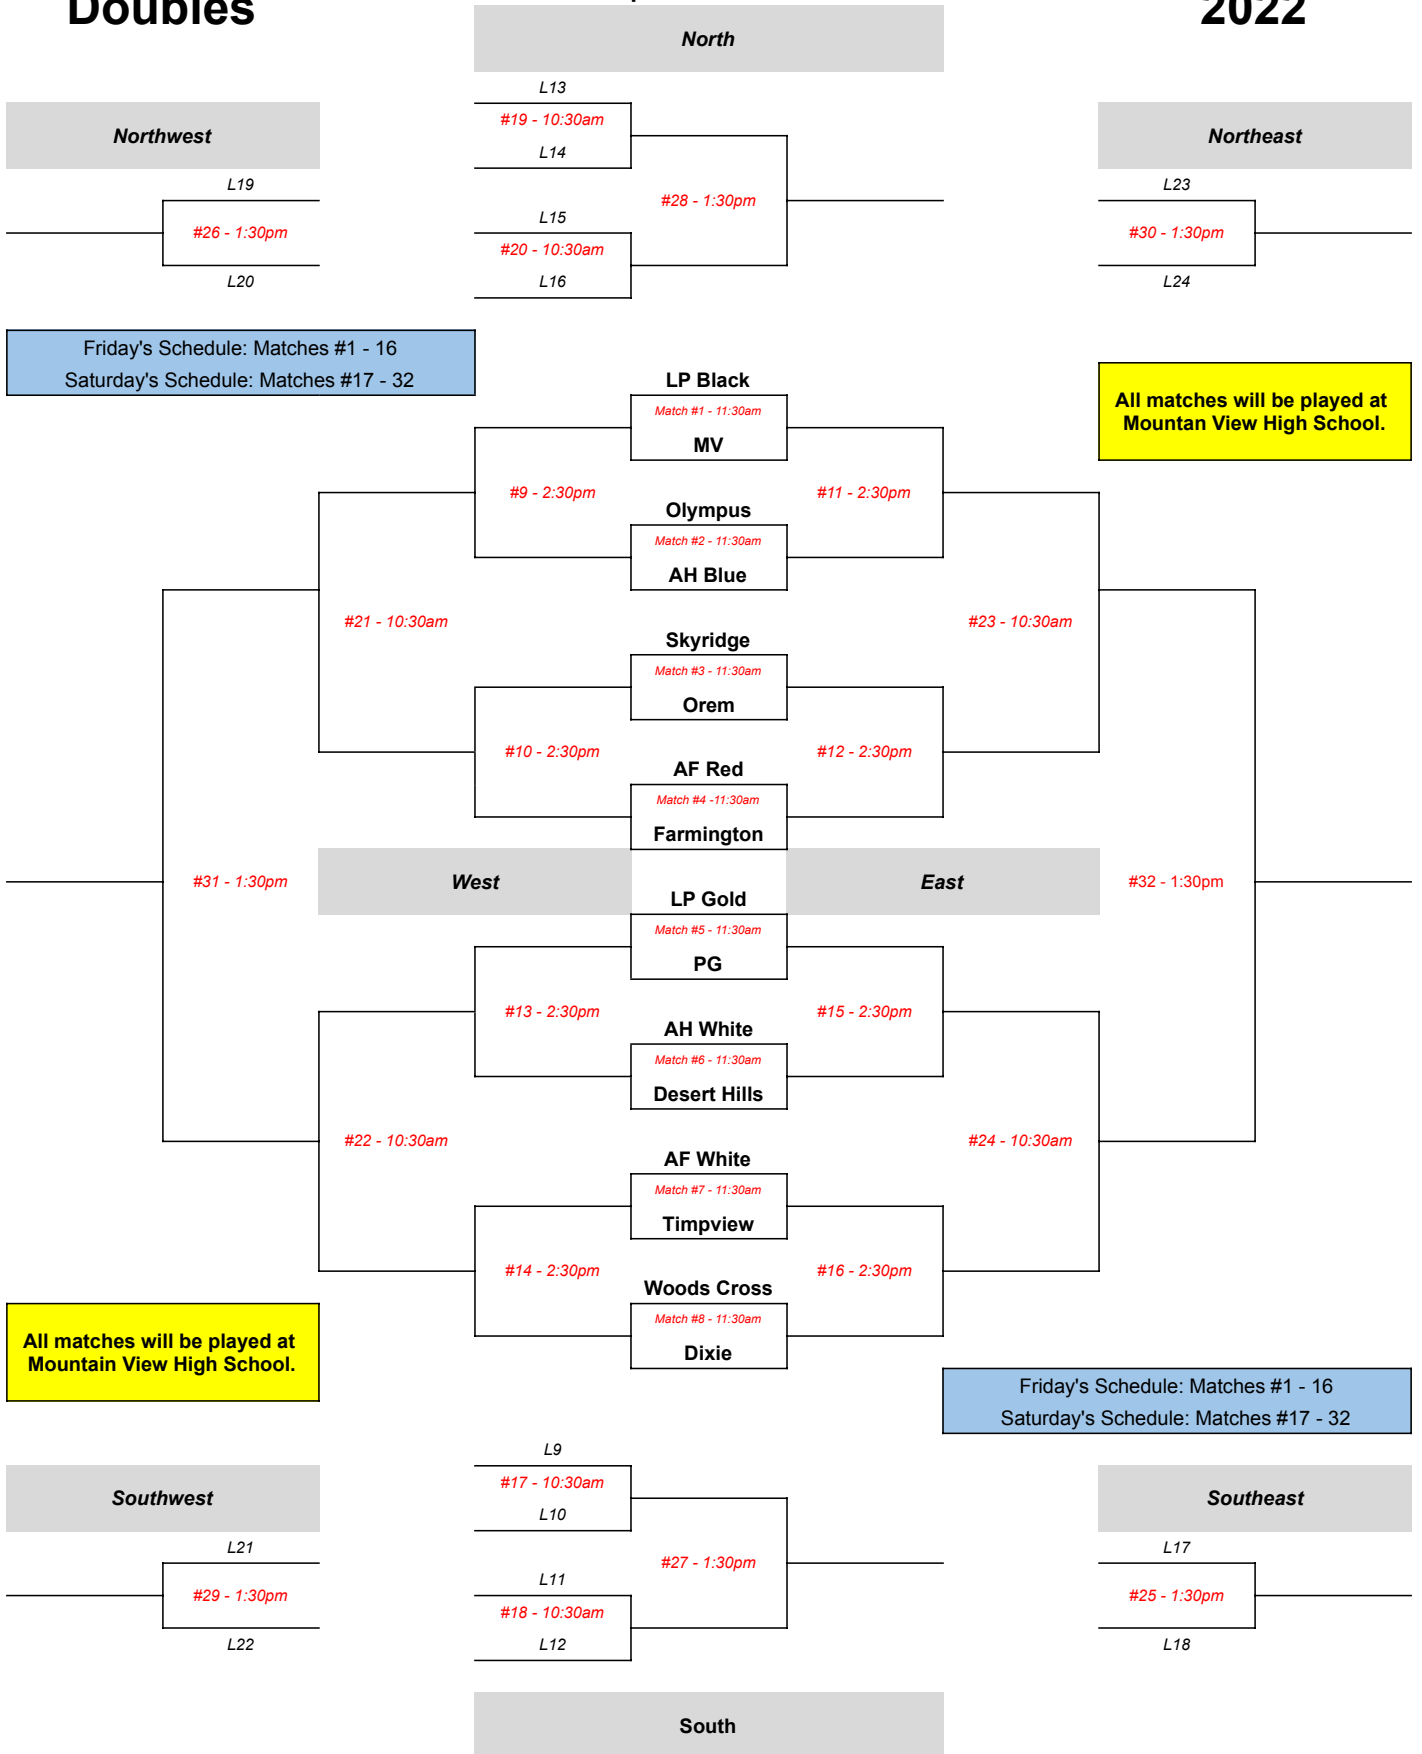 Doubles
2022
North
L13
#19 - 10:30am
L14
#28 - 1:30pm
L15
#20 - 10:30am
L16
Northwest
L19
#26 - 1:30pm
L20
Northeast
L23
#30 - 1:30pm
L24
Friday's Schedule: Matches #1 - 16
Saturday's Schedule: Matches #17 - 32
All matches will be played at
Mountan View High School.
LP Black
Match #1 - 11:30am
MV
#9 - 2:30pm
#11 - 2:30pm
Olympus
Match #2 - 11:30am
AH Blue
#21 - 10:30am
#23 - 10:30am
Skyridge
Match #3 - 11:30am
Orem
#10 - 2:30pm
#12 - 2:30pm
AF Red
Match #4 -11:30am
Farmington
#31 - 1:30pm
West
East
#32 - 1:30pm
LP Gold
Match #5 - 11:30am
PG
#13 - 2:30pm
#15 - 2:30pm
AH White
Match #6 - 11:30am
Desert Hills
#22 - 10:30am
#24 - 10:30am
AF White
Match #7 - 11:30am
Timpview
#14 - 2:30pm
#16 - 2:30pm
Woods Cross
Match #8 - 11:30am
Dixie
All matches will be played at
Mountain View High School.
Friday's Schedule: Matches #1 - 16
Saturday's Schedule: Matches #17 - 32
L9
#17 - 10:30am
L10
#27 - 1:30pm
L11
#18 - 10:30am
L12
Southwest
L21
#29 - 1:30pm
L22
Southeast
L17
#25 - 1:30pm
L18
South